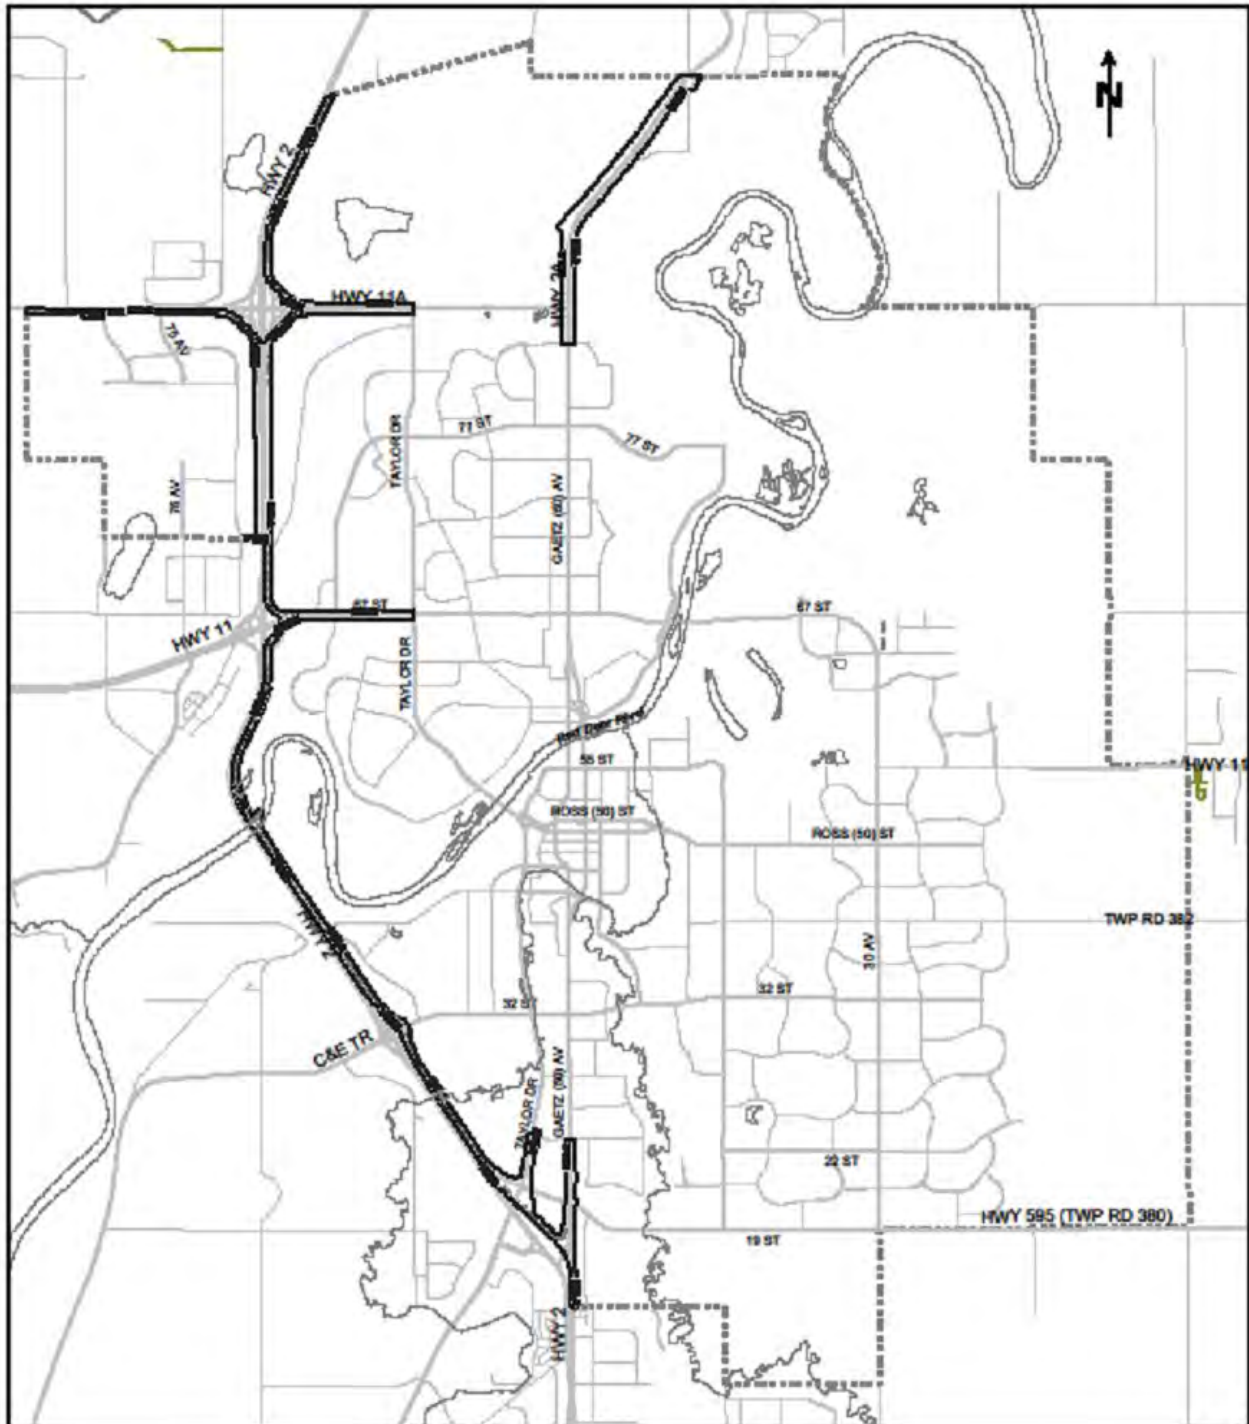 N
HWY 2
HWY 11A
HWY 2A
75 AV
TAYLOR DR
77 ST
77 ST
76 AV
GAETZ (50) AV
67 ST
67 ST
HWY 11
TAYLOR DR
Red Deer River
55 ST
HWY 11
ROSS (50) ST
ROSS (50) ST
HWY 2
TWP RD 382
30 AV
32 ST
32 ST
C&E TR
GAETZ (50) AV
TAYLOR DR
22 ST
HWY 595 (TWP RD 380)
19 ST
HWY 2